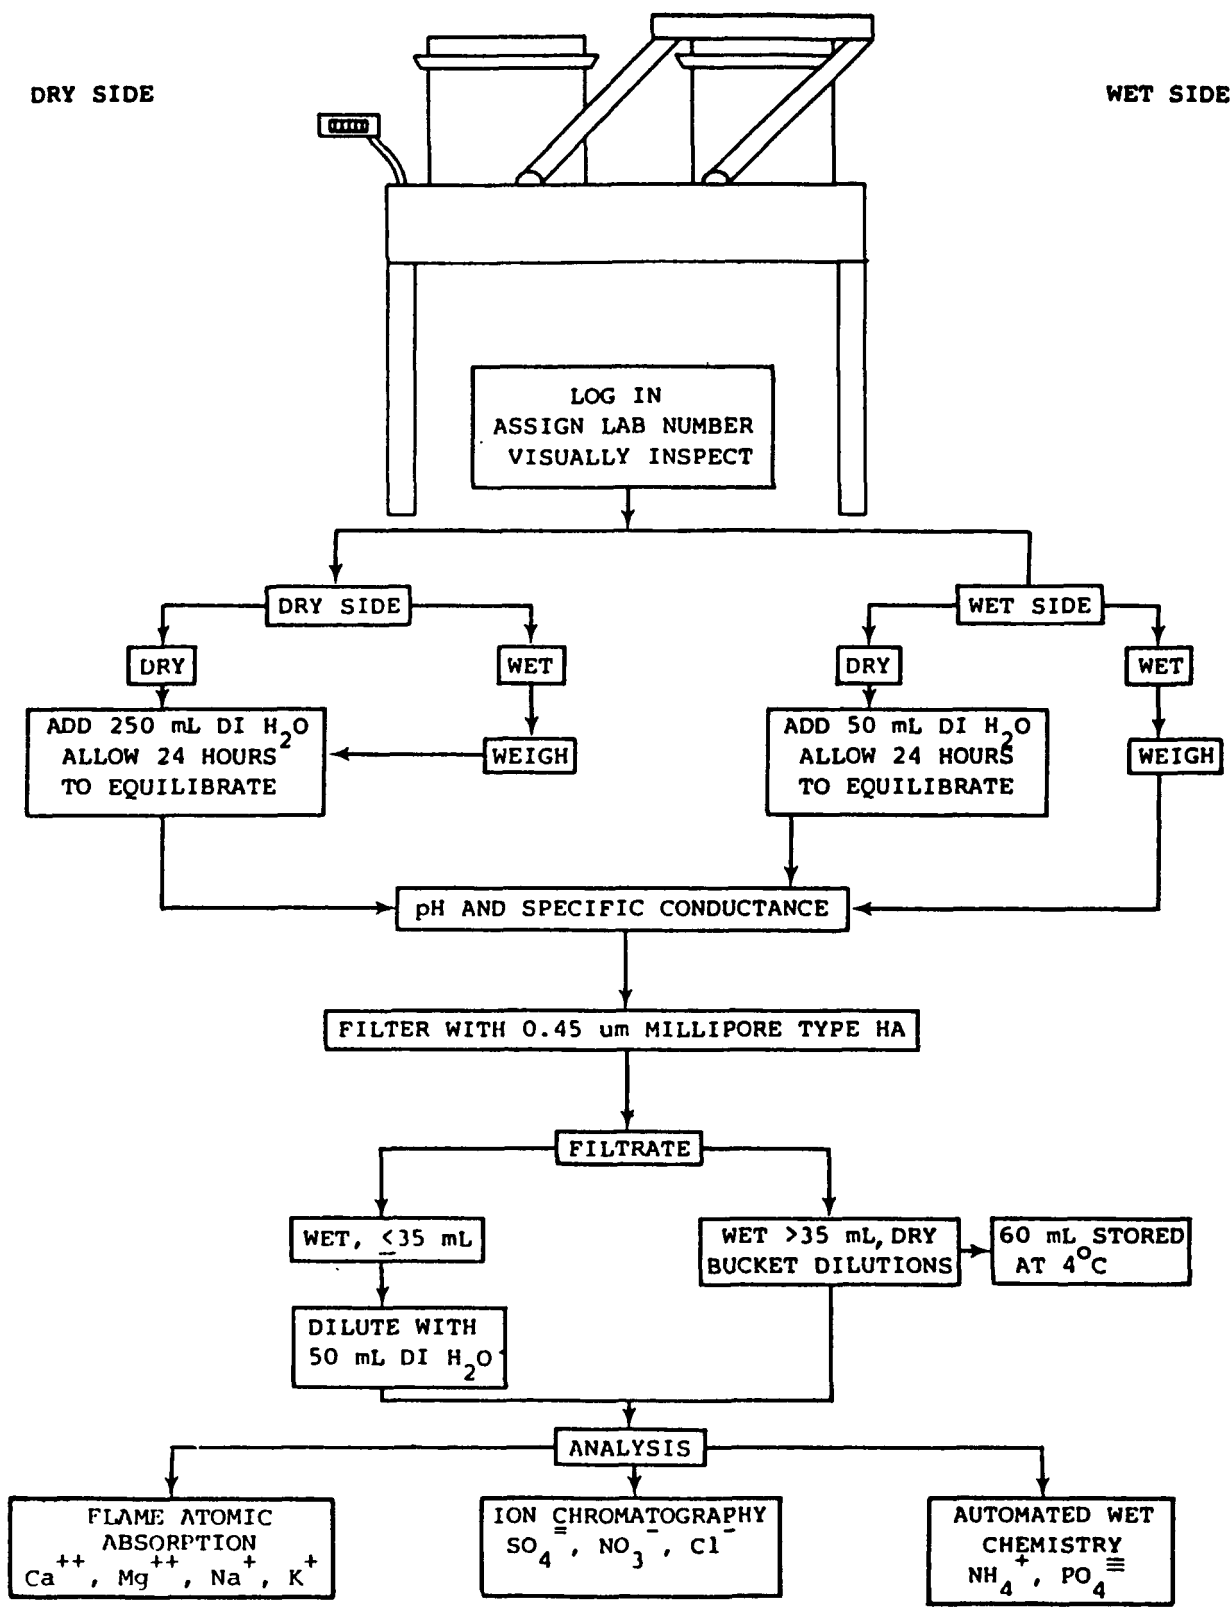 DRY SIDE
WET SIDE
LOG IN
ASSIGN LAB NUMBER
VISUALLY INSPECT
DRY SIDE
WET SIDE
DRY
WET
DRY
WET
ADD 250 mL DI H₂O
ALLOW 24 HOURS
TO EQUILIBRATE
WEIGH
ADD 50 mL DI H₂O
ALLOW 24 HOURS
TO EQUILIBRATE
WEIGH
pH AND SPECIFIC CONDUCTANCE
FILTER WITH 0.45 um MILLIPORE TYPE HA
FILTRATE
WET, ≤35 mL
WET >35 mL, DRY
BUCKET DILUTIONS
60 mL STORED
AT 4°C
DILUTE WITH
50 mL DI H₂O
ANALYSIS
FLAME ATOMIC
ABSORPTION
Ca⁺⁺, Mg⁺⁺, Na⁺, K⁺
ION CHROMATOGRAPHY
SO₄⁼, NO₃⁻, Cl⁻
AUTOMATED WET
CHEMISTRY
NH₄⁺, PO₄≡